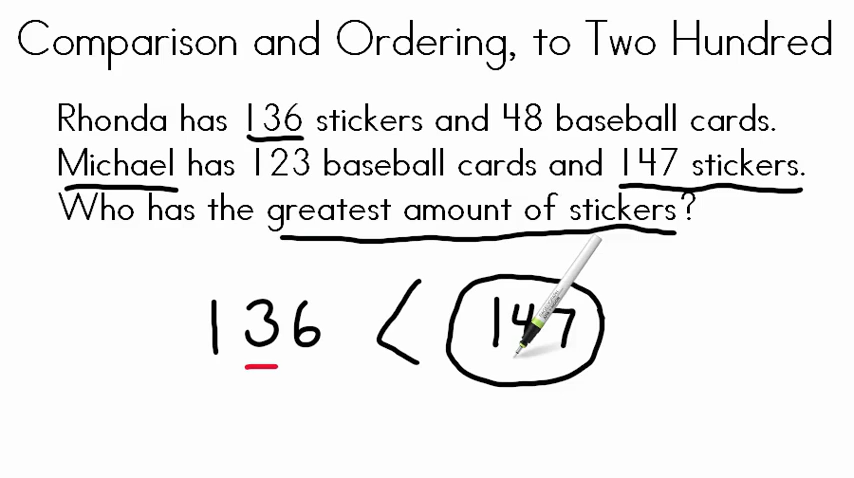 Comparison and Ordering, to Two Hundred
Rhonda has 136 stickers and 48 baseball cards.
Michael has 123 baseball cards and 147 stickers.
Who has the greatest amount of stickers?
136 < 147